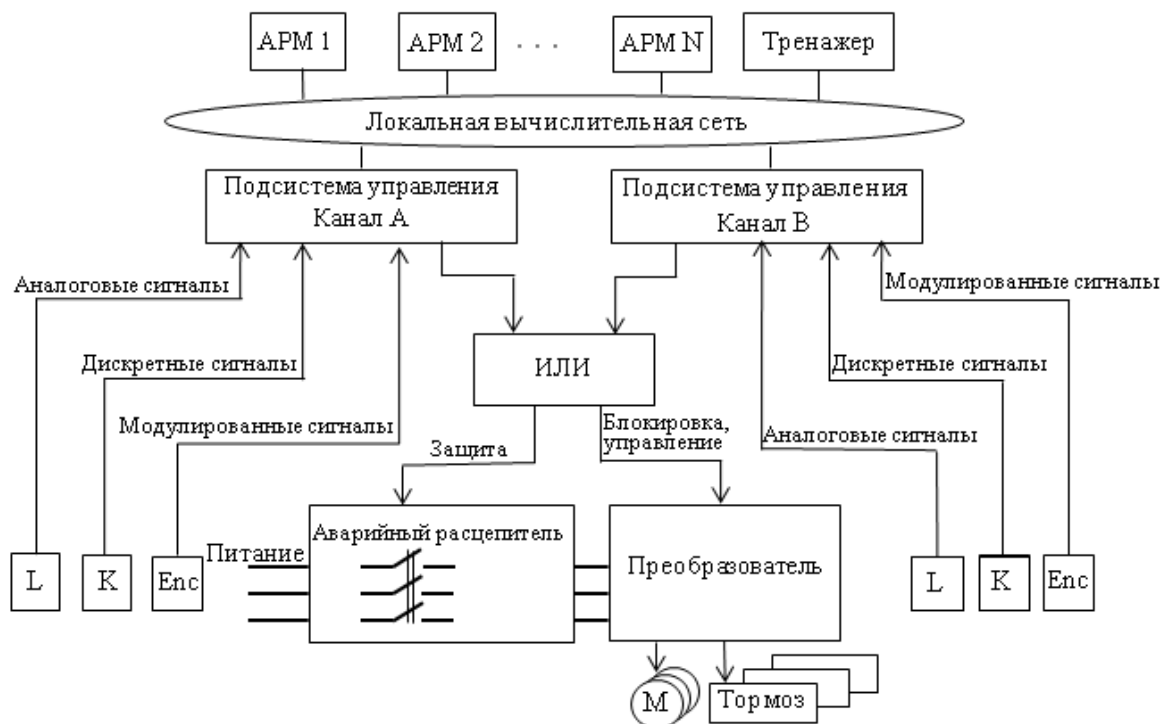 АРМ 1
АРМ 2
. . .
АРМ N
Тренажер
Локальная вычислительная сеть
Подсистема управления
Канал А
Подсистема управления
Канал В
Аналоговые сигналы
Модулированные сигналы
ИЛИ
Дискретные сигналы
Дискретные сигналы
Модулированные сигналы
Защита
Блокировка,
управление
Аналоговые сигналы
Питание
Аварийный расцепитель
Преобразователь
L
K
Enc
L
K
Enc
М
Тормоз